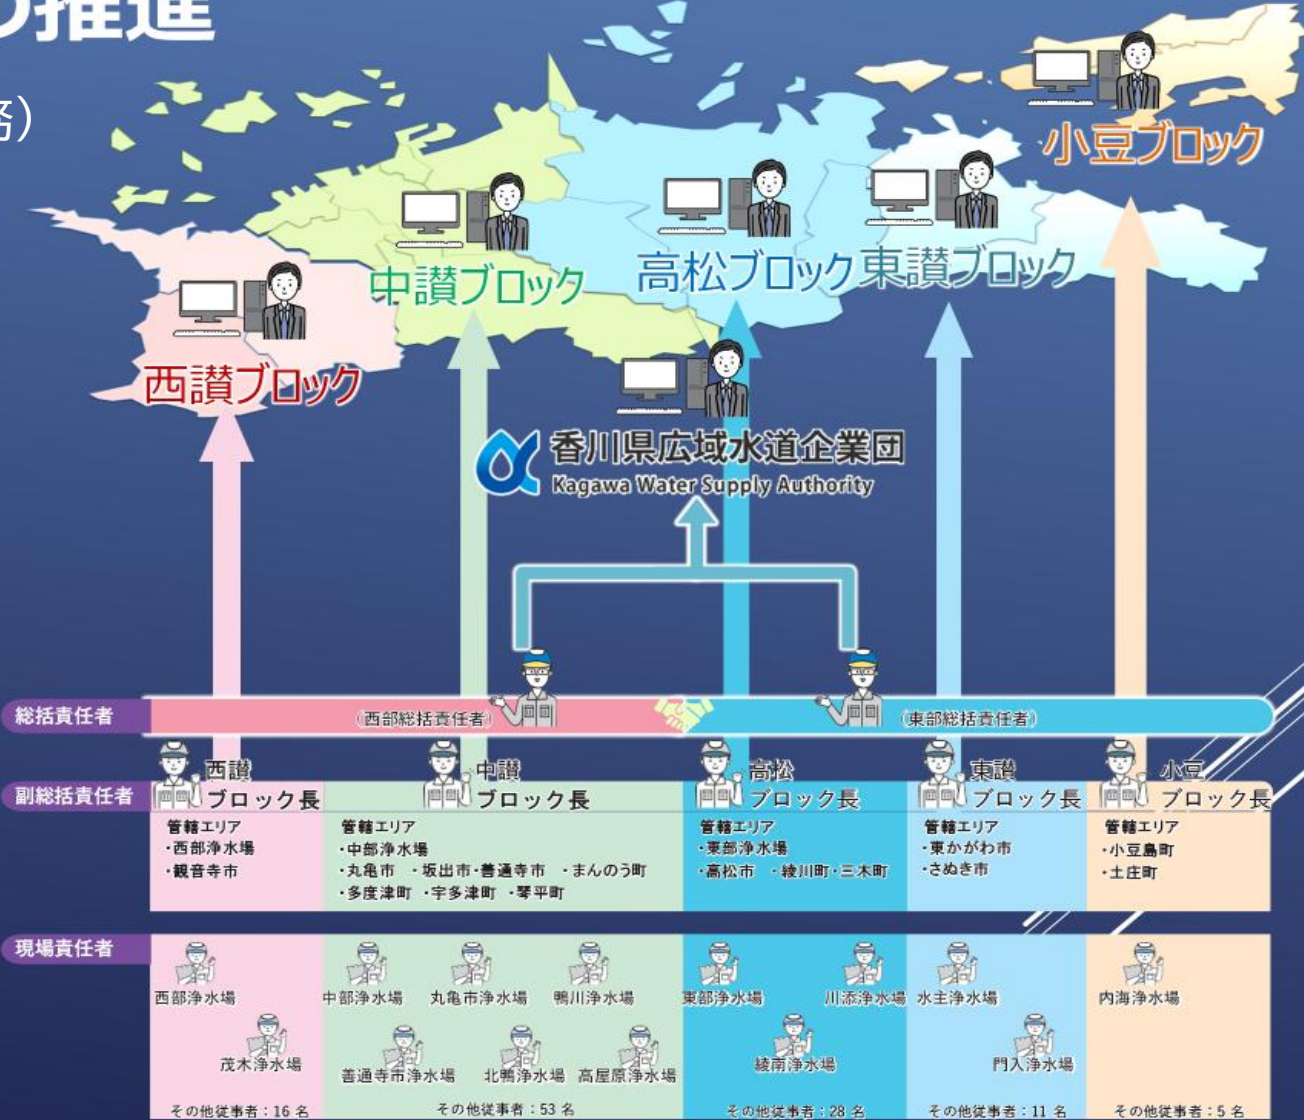 の推進
務）
小豆ブロック
中讃ブロック
高松ブロック
東讃ブロック
西讃ブロック
香川県広域水道企業団
Kagawa Water Supply Authority
総括責任者
（西部総括責任者）
（東部総括責任者）
副総括責任者
西讃
ブロック長
管轄エリア
・西部浄水場
・観音寺市
中讃
ブロック長
管轄エリア
・中部浄水場
・丸亀市 ・坂出市・善通寺市 ・まんのう町
・多度津町 ・宇多津町 ・琴平町
高松
ブロック長
管轄エリア
・東部浄水場
・高松市 ・綾川町・三木町
東讃
ブロック長
管轄エリア
・東かがわ市
・さぬき市
小豆
ブロック長
管轄エリア
・小豆島町
・土庄町
現場責任者
西部浄水場
茂木浄水場
その他従事者：16 名
中部浄水場 丸亀市浄水場 鴨川浄水場
善通寺市浄水場 北鴨浄水場 高屋原浄水場
その他従事者：53 名
東部浄水場 川添浄水場
綾南浄水場
その他従事者：28 名
水主浄水場
門入浄水場
その他従事者：11 名
内海浄水場
その他従事者：5 名